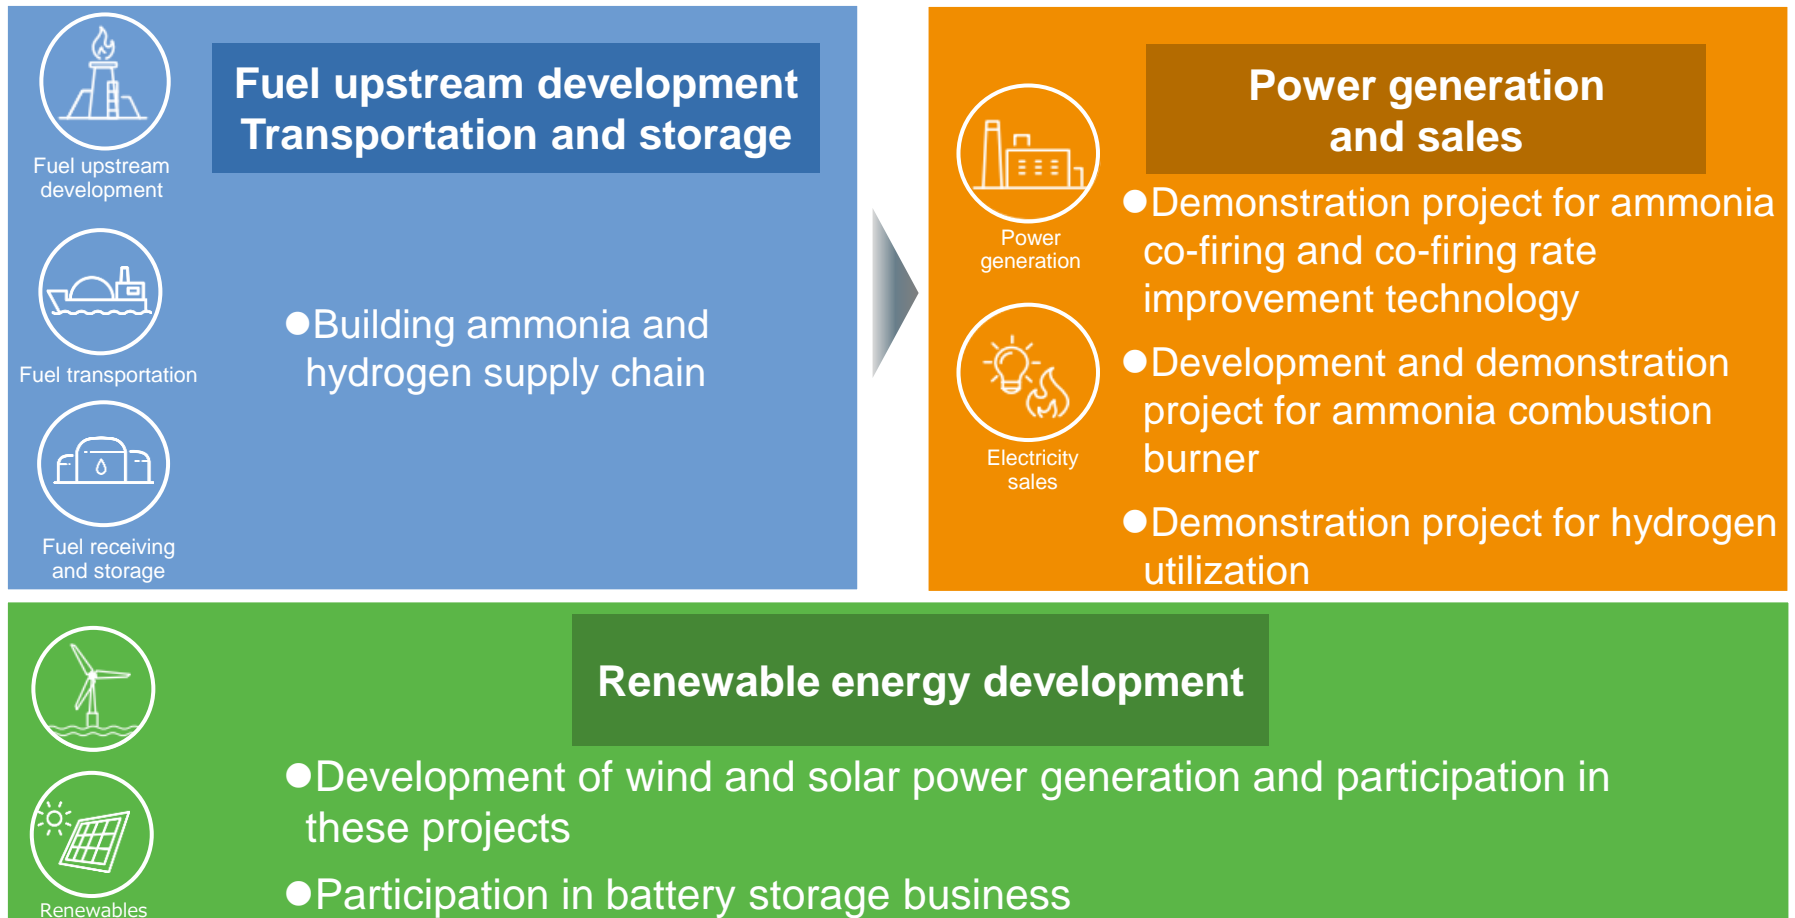 Fuel upstream development
Transportation and storage
Fuel upstream
development
Fuel transportation
Fuel receiving
and storage
●Building ammonia and
hydrogen supply chain
Power generation
and sales
Power
generation
Electricity
sales
●Demonstration project for ammonia
co-firing and co-firing rate
improvement technology
●Development and demonstration
project for ammonia combustion
burner
●Demonstration project for hydrogen
utilization
Renewable energy development
Renewables
●Development of wind and solar power generation and participation in
these projects
●Participation in battery storage business